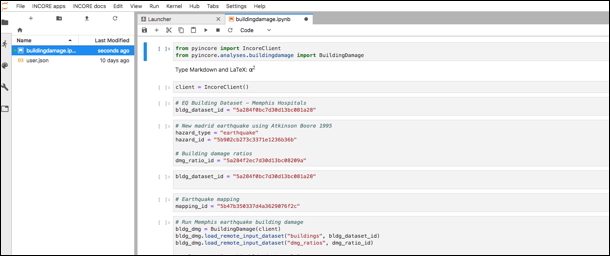 File Edit View Run Kernel Hub Tabs Settings Help INCORE apps INCORE docs
Name Last Modified
buildingdamage.ip... seconds ago
user.json 10 days ago
Launcher
buildingdamage.ipynb
Code
[ ]: from pyincore import IncoreClient
from pyincore.analyses.buildingdamage import BuildingDamage
Type Markdown and LaTeX: α²
[ ]: client = IncoreClient()
[ ]: # EQ Building Dataset - Memphis Hospitals
bldg_dataset_id = "5a284f0bc7d30d13bc081a28"
[ ]: # New madrid earthquake using Atkinson Boore 1995
hazard_type = "earthquake"
hazard_id = "5b902cb273c3371e1236b36b"
# Building damage ratios
dmg_ratio_id = "5a284f2ec7d30d13bc08209a"
[ ]: bldg_dataset_id = "5a284f0bc7d30d13bc081a28"
[ ]: # Earthquake mapping
mapping_id = "5b47b350337d4a3629076f2c"
[ ]: # Run Memphis earthquake building damage
bldg_dmg = BuildingDamage(client)
bldg_dmg.load_remote_input_dataset("buildings", bldg_dataset_id)
bldg_dmg.load_remote_input_dataset("dmg_ratios", dmg_ratio_id)